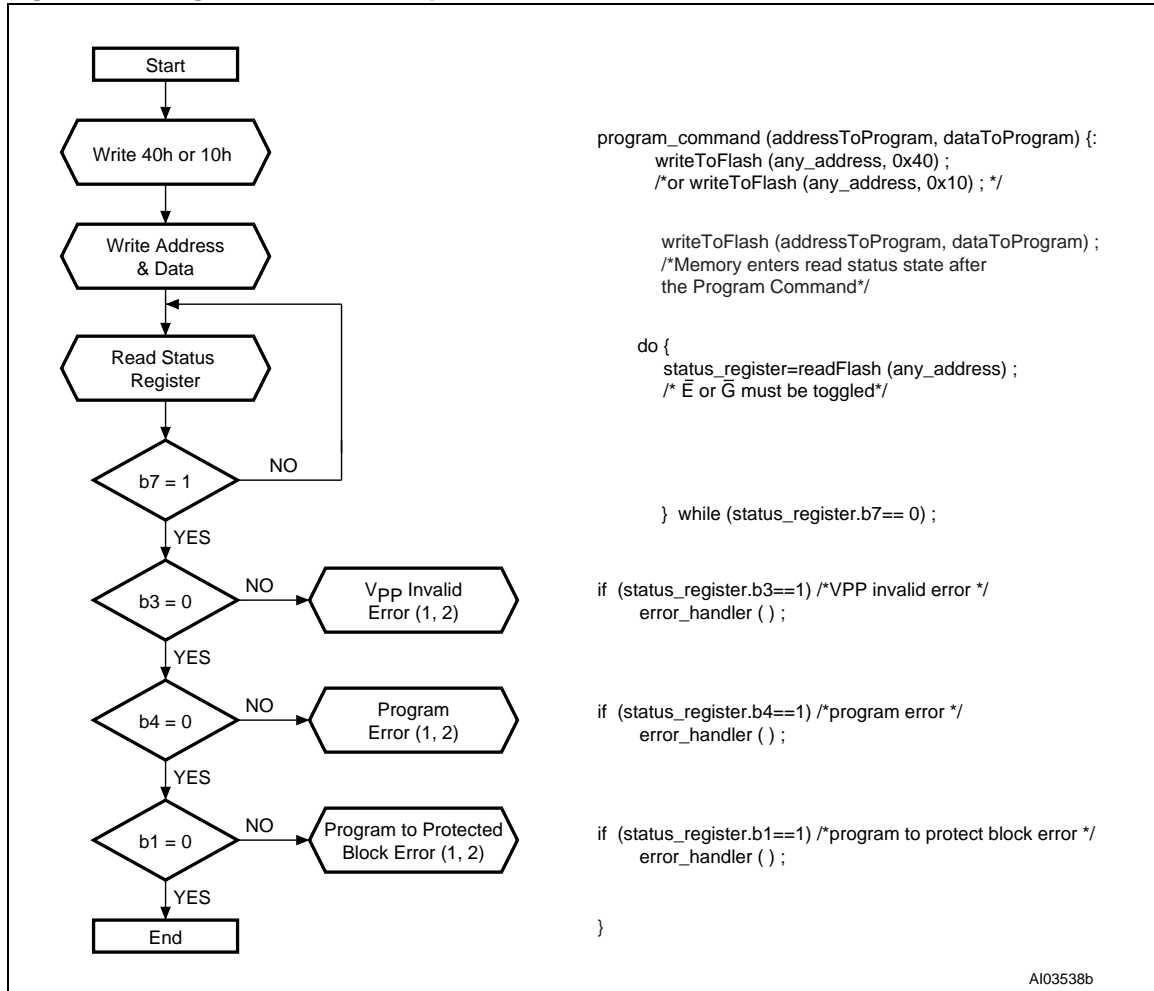 Start
Write 40h or 10h
Write Address
& Data
Read Status
Register
b7 = 1
NO
YES
b3 = 0
NO
VPP Invalid
Error (1, 2)
YES
b4 = 0
NO
Program
Error (1, 2)
YES
b1 = 0
NO
Program to Protected
Block Error (1, 2)
YES
End
program_command (addressToProgram, dataToProgram) {:
writeToFlash (any_address, 0x40) ;
/*or writeToFlash (any_address, 0x10) ; */
writeToFlash (addressToProgram, dataToProgram) ;
/*Memory enters read status state after
the Program Command*/
do {
status_register=readFlash (any_address) ;
/* E̅ or G̅ must be toggled*/
} while (status_register.b7== 0) ;
if (status_register.b3==1) /*VPP invalid error */
error_handler ( ) ;
if (status_register.b4==1) /*program error */
error_handler ( ) ;
if (status_register.b1==1) /*program to protect block error */
error_handler ( ) ;
}
AI03538b